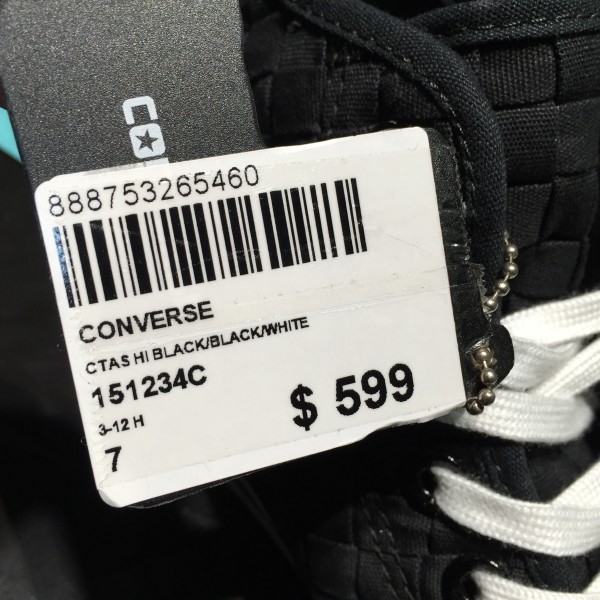 888753265460
CONVERSE
CTAS HI BLACK/BLACK/WHITE
151234C
3-12 H
7
$ 599